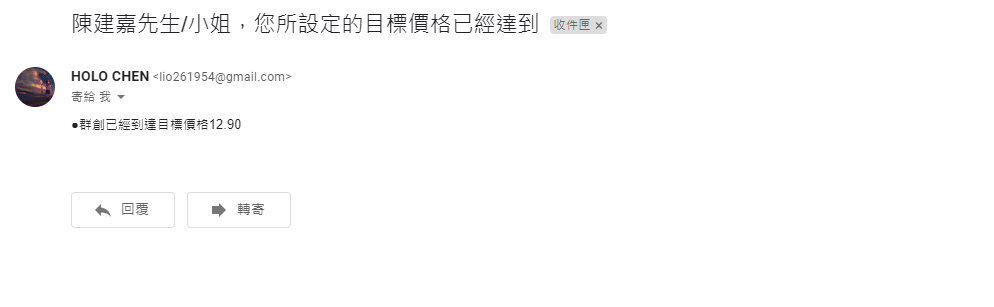 陳建嘉先生/小姐，您所設定的目標價格已經達到 收件匣 ×
HOLO CHEN <lio261954@gmail.com>
寄給 我
●群創已經到達目標價格12.90
回覆 轉寄